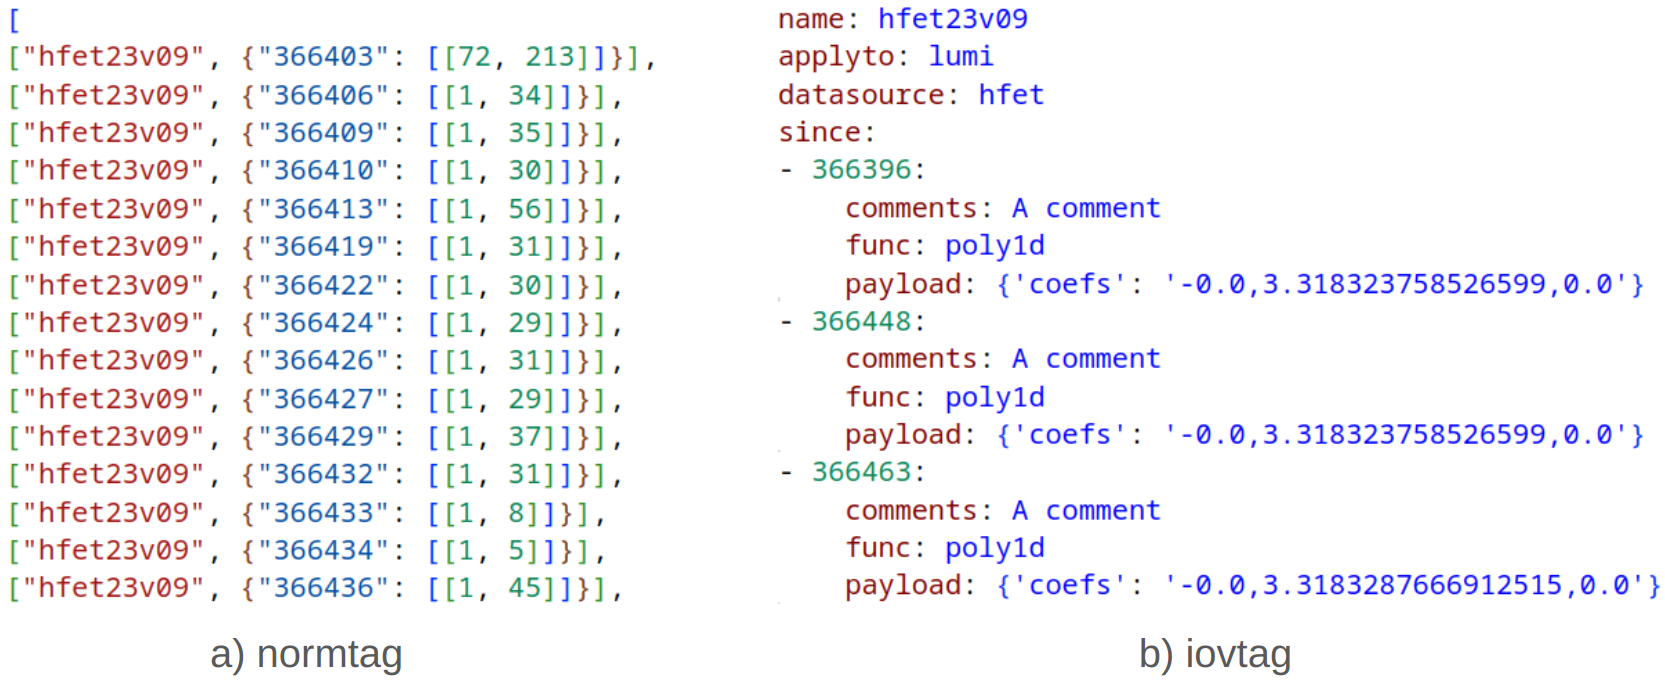 [
["hfet23v09", {"366403": [[72, 213]]}],
["hfet23v09", {"366406": [[1, 34]]}],
["hfet23v09", {"366409": [[1, 35]]}],
["hfet23v09", {"366410": [[1, 30]]}],
["hfet23v09", {"366413": [[1, 56]]}],
["hfet23v09", {"366419": [[1, 31]]}],
["hfet23v09", {"366422": [[1, 30]]}],
["hfet23v09", {"366424": [[1, 29]]}],
["hfet23v09", {"366426": [[1, 31]]}],
["hfet23v09", {"366427": [[1, 29]]}],
["hfet23v09", {"366429": [[1, 37]]}],
["hfet23v09", {"366432": [[1, 31]]}],
["hfet23v09", {"366433": [[1, 8]]}],
["hfet23v09", {"366434": [[1, 5]]}],
["hfet23v09", {"366436": [[1, 45]]}],
a) normtag
name: hfet23v09
applyto: lumi
datasource: hfet
since:
- 366396:
    comments: A comment
    func: poly1d
    payload: {'coefs': '-0.0,3.318323758526599,0.0'}
- 366448:
    comments: A comment
    func: poly1d
    payload: {'coefs': '-0.0,3.318323758526599,0.0'}
- 366463:
    comments: A comment
    func: poly1d
    payload: {'coefs': '-0.0,3.3183287666912515,0.0'}
b) iovtag